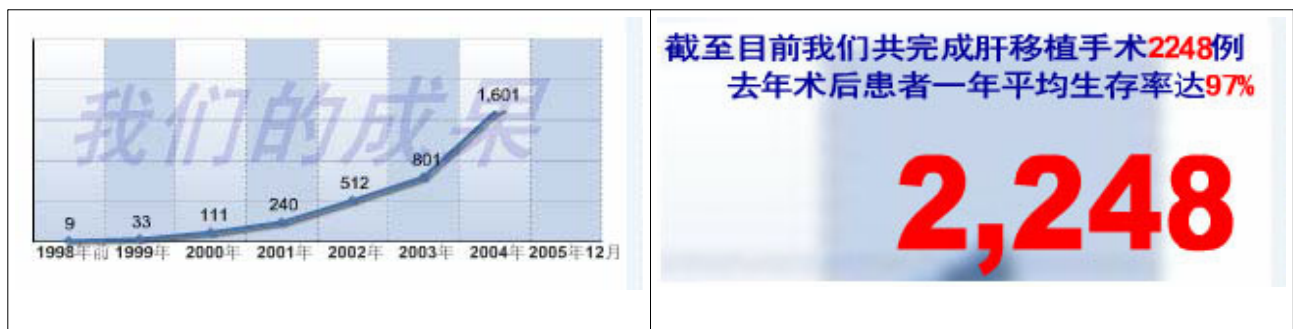 我们的成果
1,601
801
512
240
111
33
9
1998年前 1999年 2000年 2001年 2002年 2003年 2004年 2005年12月
截至目前我们共完成肝移植手术2248例
去年术后患者一年平均生存率达97%
2,248